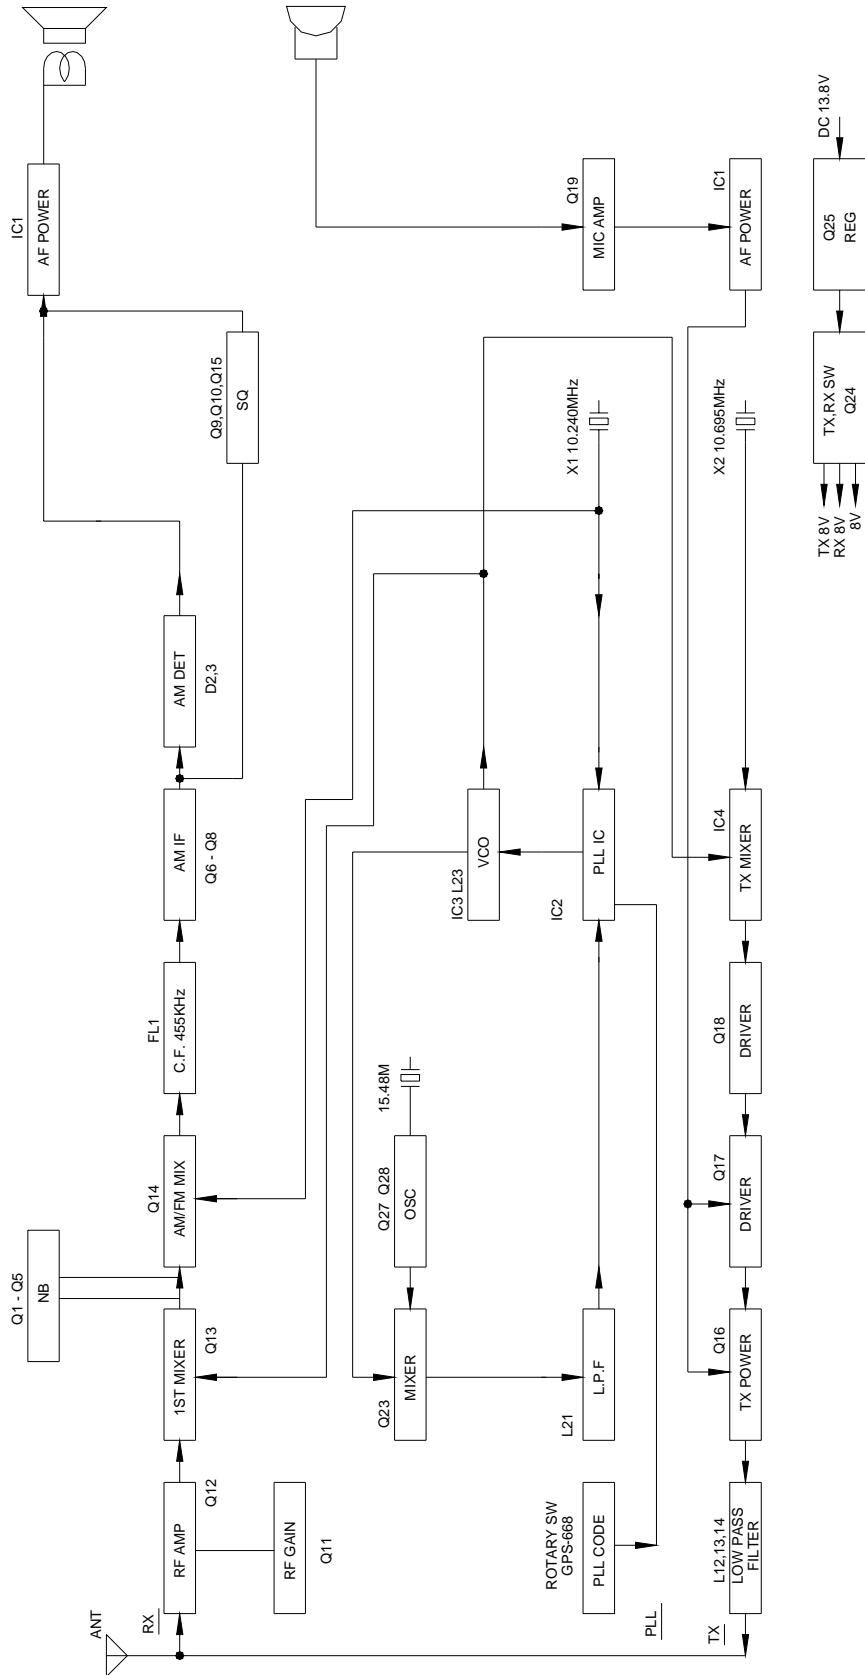 ANT
RX
RF AMP
Q12
RF GAIN
Q11
1ST MIXER
Q13
Q1 - Q5
NB
AM/FM MIX
Q14
FL1
C.F. 455KHz
AM IF
Q6 - Q8
AM DET
D2,3
Q9,Q10,Q15
SQ
IC1
AF POWER
PLL
ROTARY SW
GPS-668
PLL CODE
Q23
MIXER
L21
L.P.F
Q27 Q28
OSC
15.48M
IC3 L23
VCO
IC2
PLL IC
X1 10.240MHz
Q19
MIC AMP
IC1
AF POWER
TX
L12,13,14
LOW PASS
FILTER
Q16
TX POWER
Q17
DRIVER
Q18
DRIVER
IC4
TX MIXER
X2 10.695MHz
TX 8V
RX 8V
8V
TX,RX SW
Q24
Q25
REG
DC 13.8V